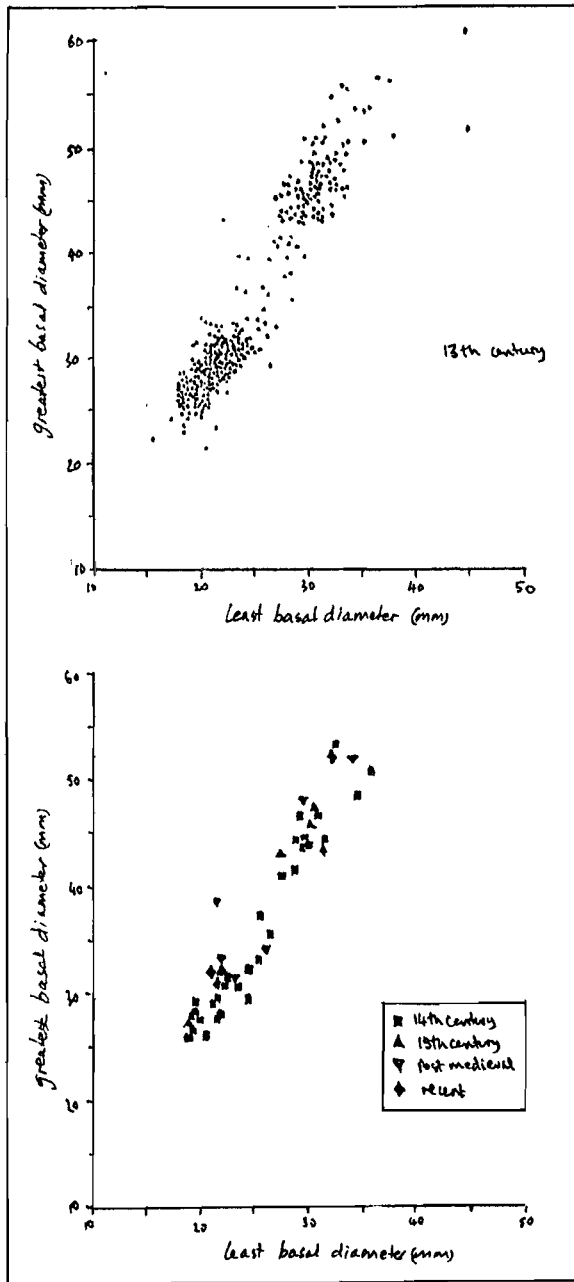 60
50
40
30
20
10
greatest basal diameter (mm)
13th century
10 20 30 40 50
least basal diameter (mm)
60
50
40
30
20
10
greatest basal diameter (mm)
14th century
15th century
post medieval
recent
10 20 30 40 50
least basal diameter (mm)